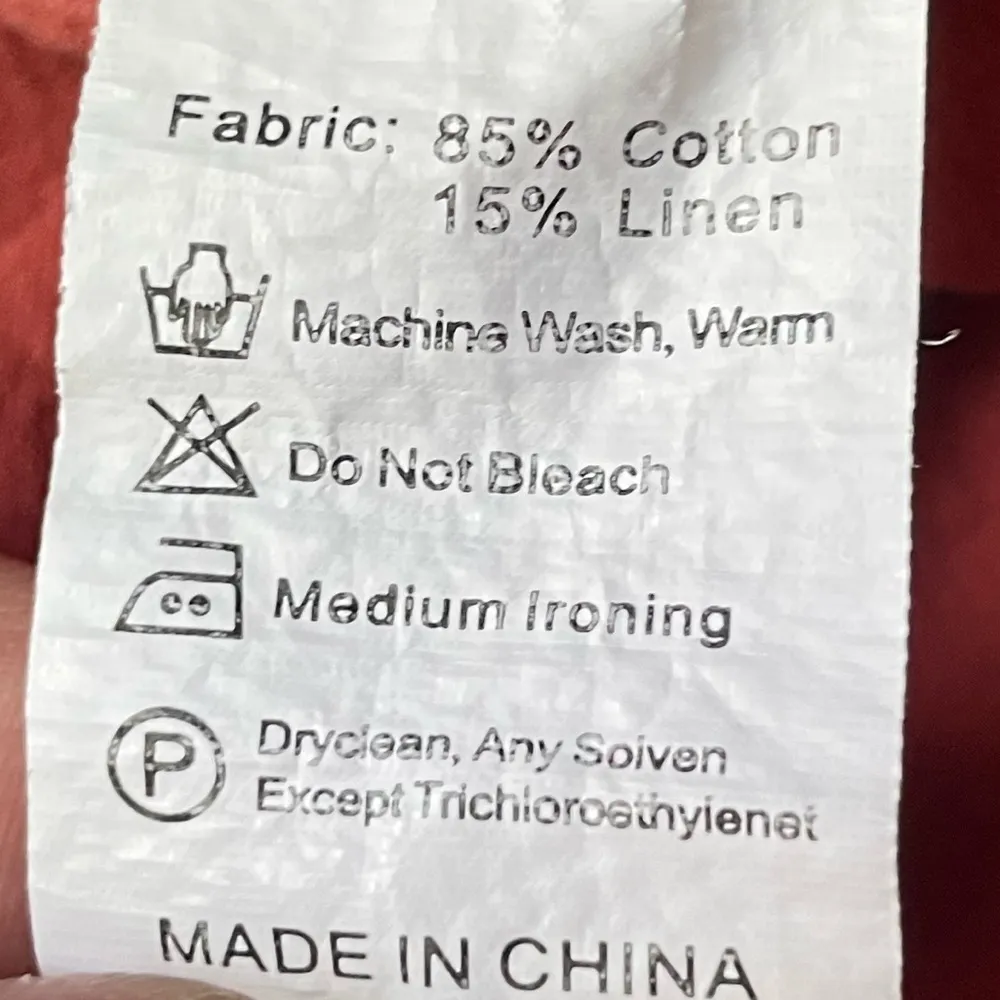 Fabric: 85% Cotton
15% Linen
Machine Wash, Warm
Do Not Bleach
Medium Ironing
P
Dryclean, Any Soiven
Except Trichloroethylenet
MADE IN CHINA